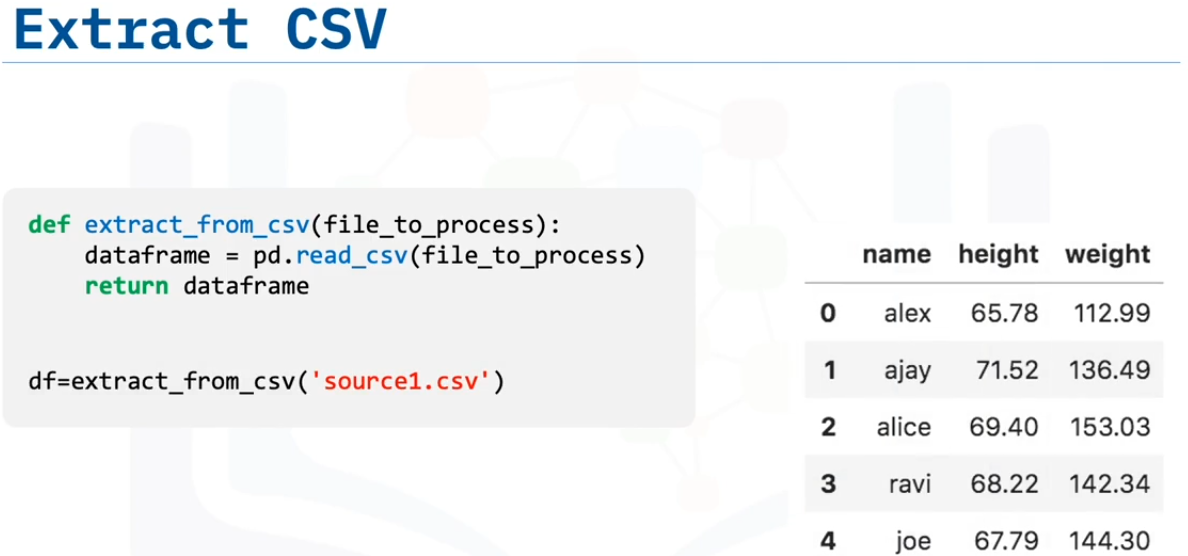 Extract CSV
def extract_from_csv(file_to_process):
    dataframe = pd.read_csv(file_to_process)
    return dataframe
df=extract_from_csv('source1.csv')
name height weight
0 alex 65.78 112.99
1 ajay 71.52 136.49
2 alice 69.40 153.03
3 ravi 68.22 142.34
4 joe 67.79 144.30